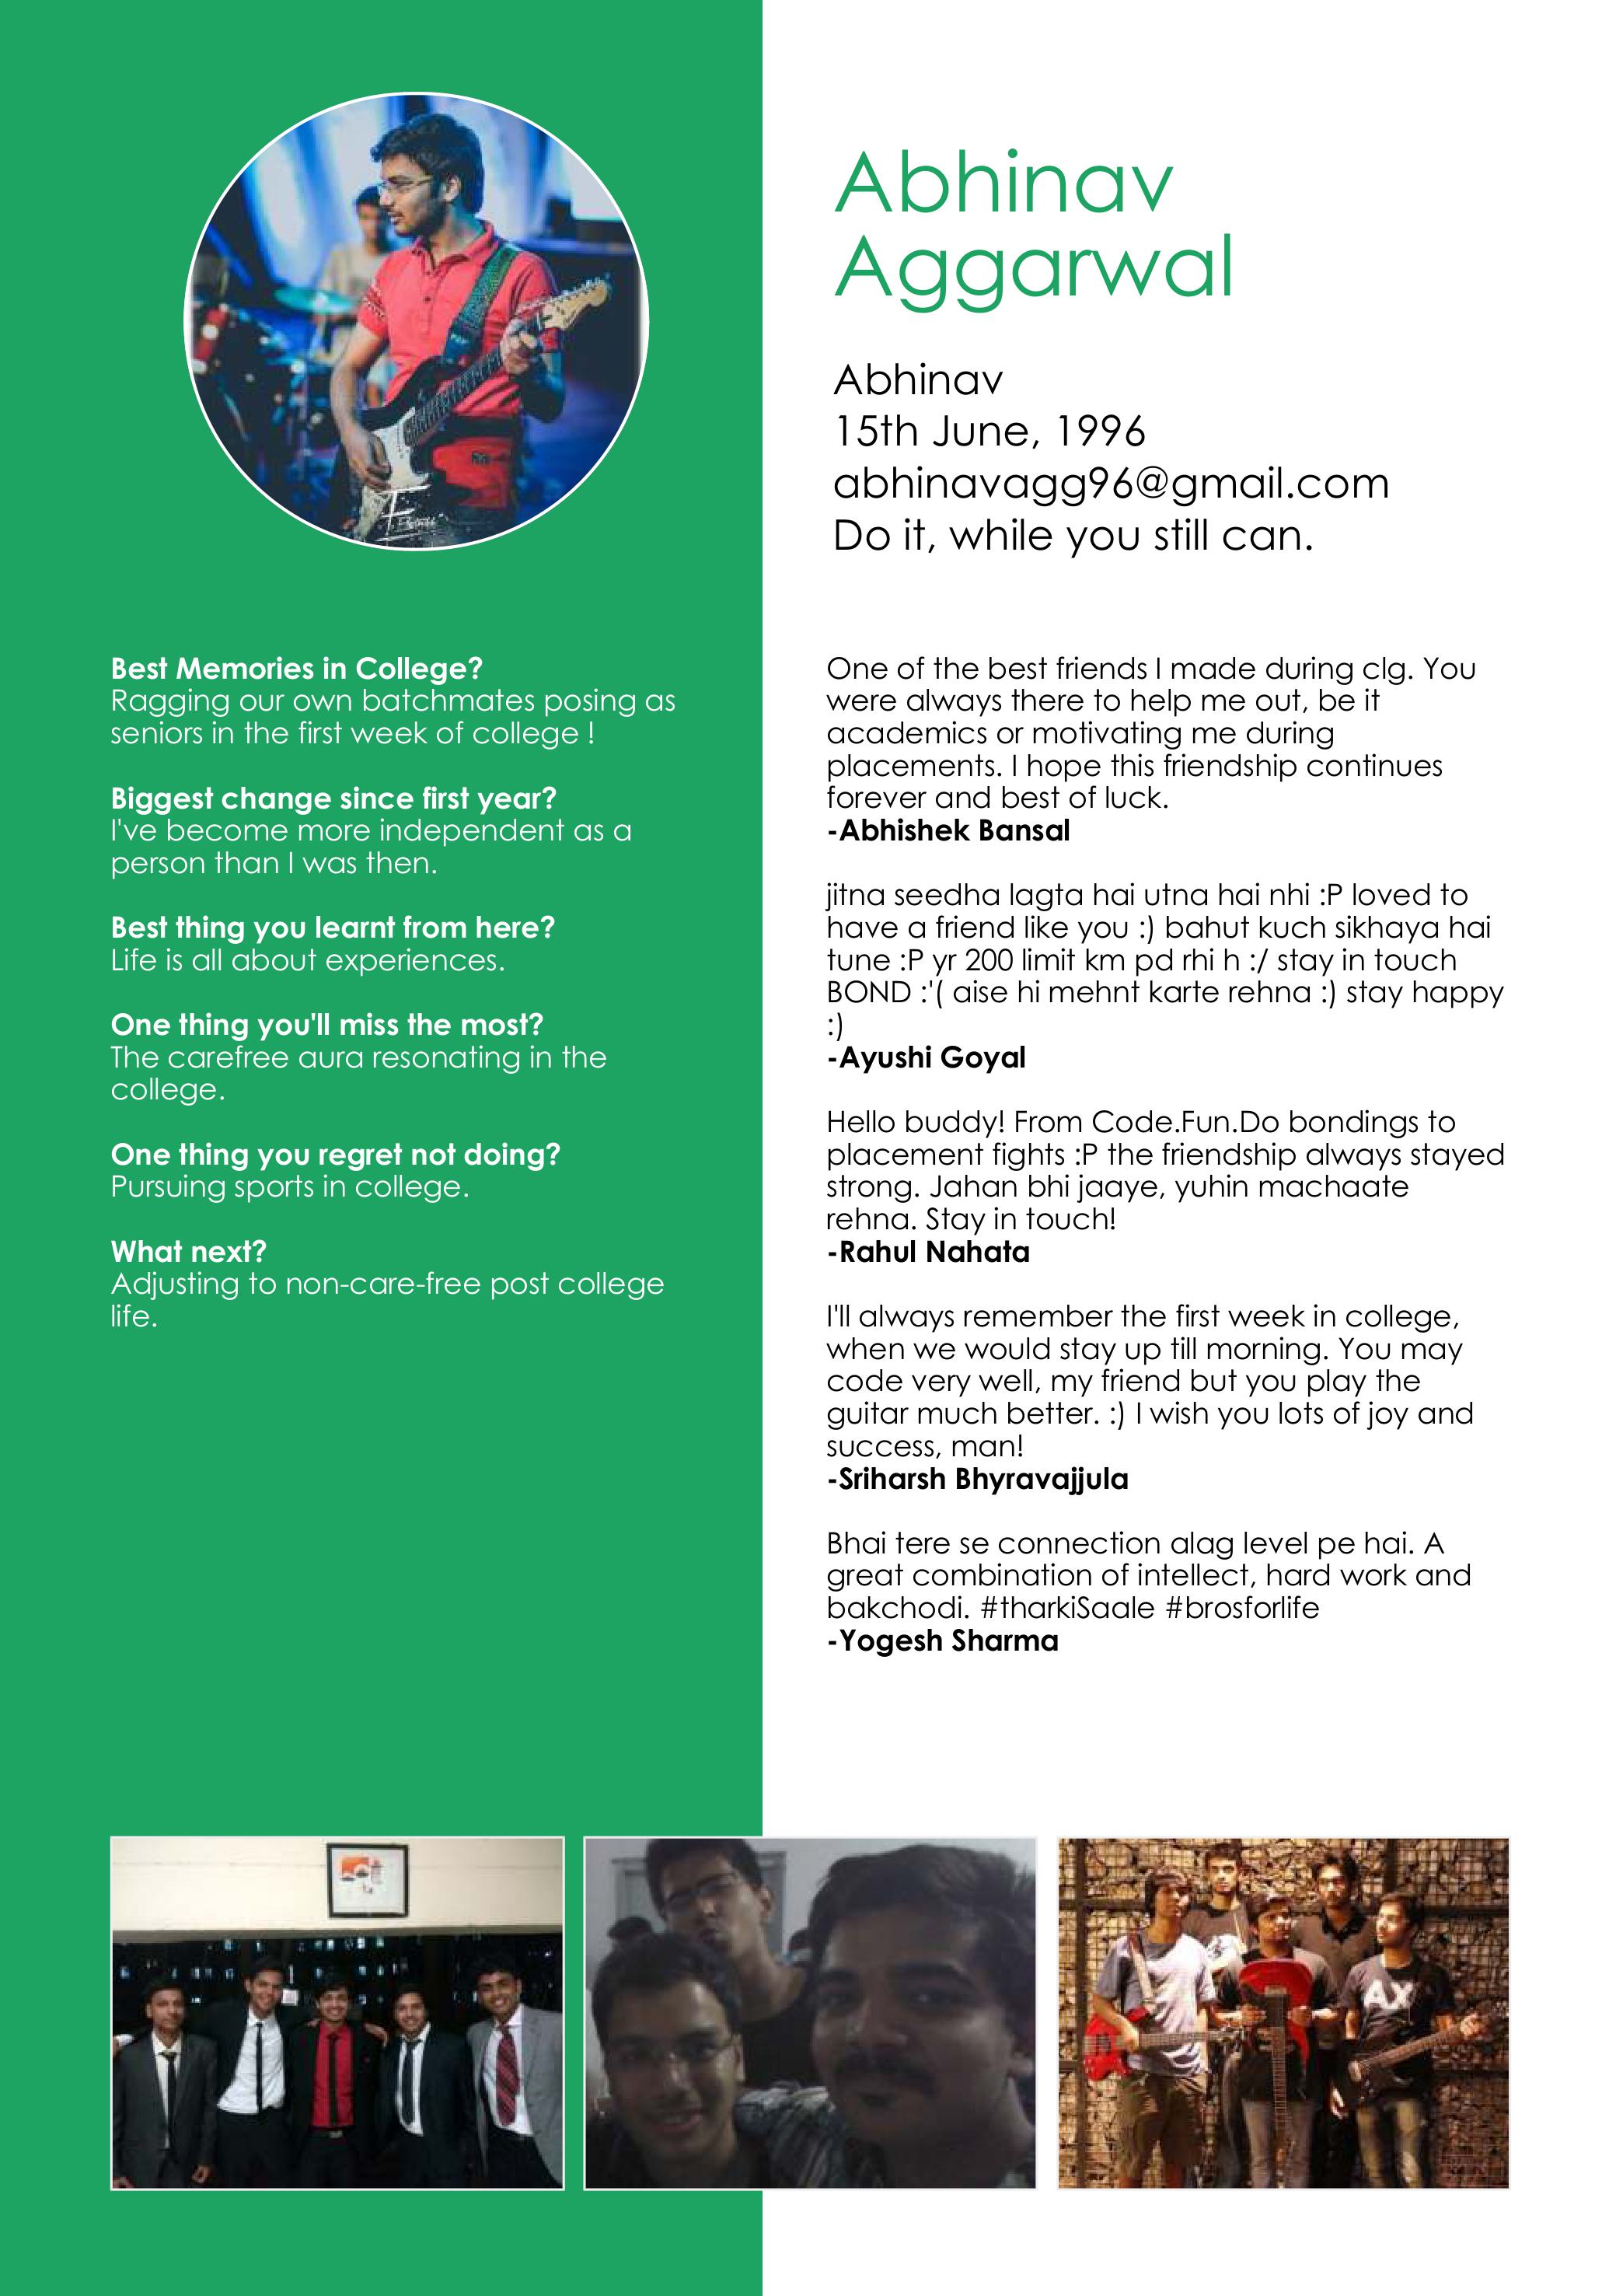 Abhinav
Aggarwal
Abhinav
15th June, 1996
abhinavagg96@gmail.com
Do it, while you still can.
Best Memories in College?
Ragging our own batchmates posing as
seniors in the first week of college !
Biggest change since first year?
I've become more independent as a
person than I was then.
Best thing you learnt from here?
Life is all about experiences.
One thing you'll miss the most?
The carefree aura resonating in the
college.
One thing you regret not doing?
Pursuing sports in college.
What next?
Adjusting to non-care-free post college
life.
One of the best friends I made during clg. You
were always there to help me out, be it
academics or motivating me during
placements. I hope this friendship continues
forever and best of luck.
-Abhishek Bansal
jitna seedha lagta hai utna hai nhi :P loved to
have a friend like you :) bahut kuch sikhaya hai
tune :P yr 200 limit km pd rhi h :/ stay in touch
BOND :'( aise hi mehnt karte rehna :) stay happy
:)
-Ayushi Goyal
Hello buddy! From Code.Fun.Do bondings to
placement fights :P the friendship always stayed
strong. Jahan bhi jaaye, yuhin machaate
rehna. Stay in touch!
-Rahul Nahata
I'll always remember the first week in college,
when we would stay up till morning. You may
code very well, my friend but you play the
guitar much better. :) I wish you lots of joy and
success, man!
-Sriharsh Bhyravajjula
Bhai tere se connection alag level pe hai. A
great combination of intellect, hard work and
bakchodi. #tharkiSaale #brosforlife
-Yogesh Sharma
AX